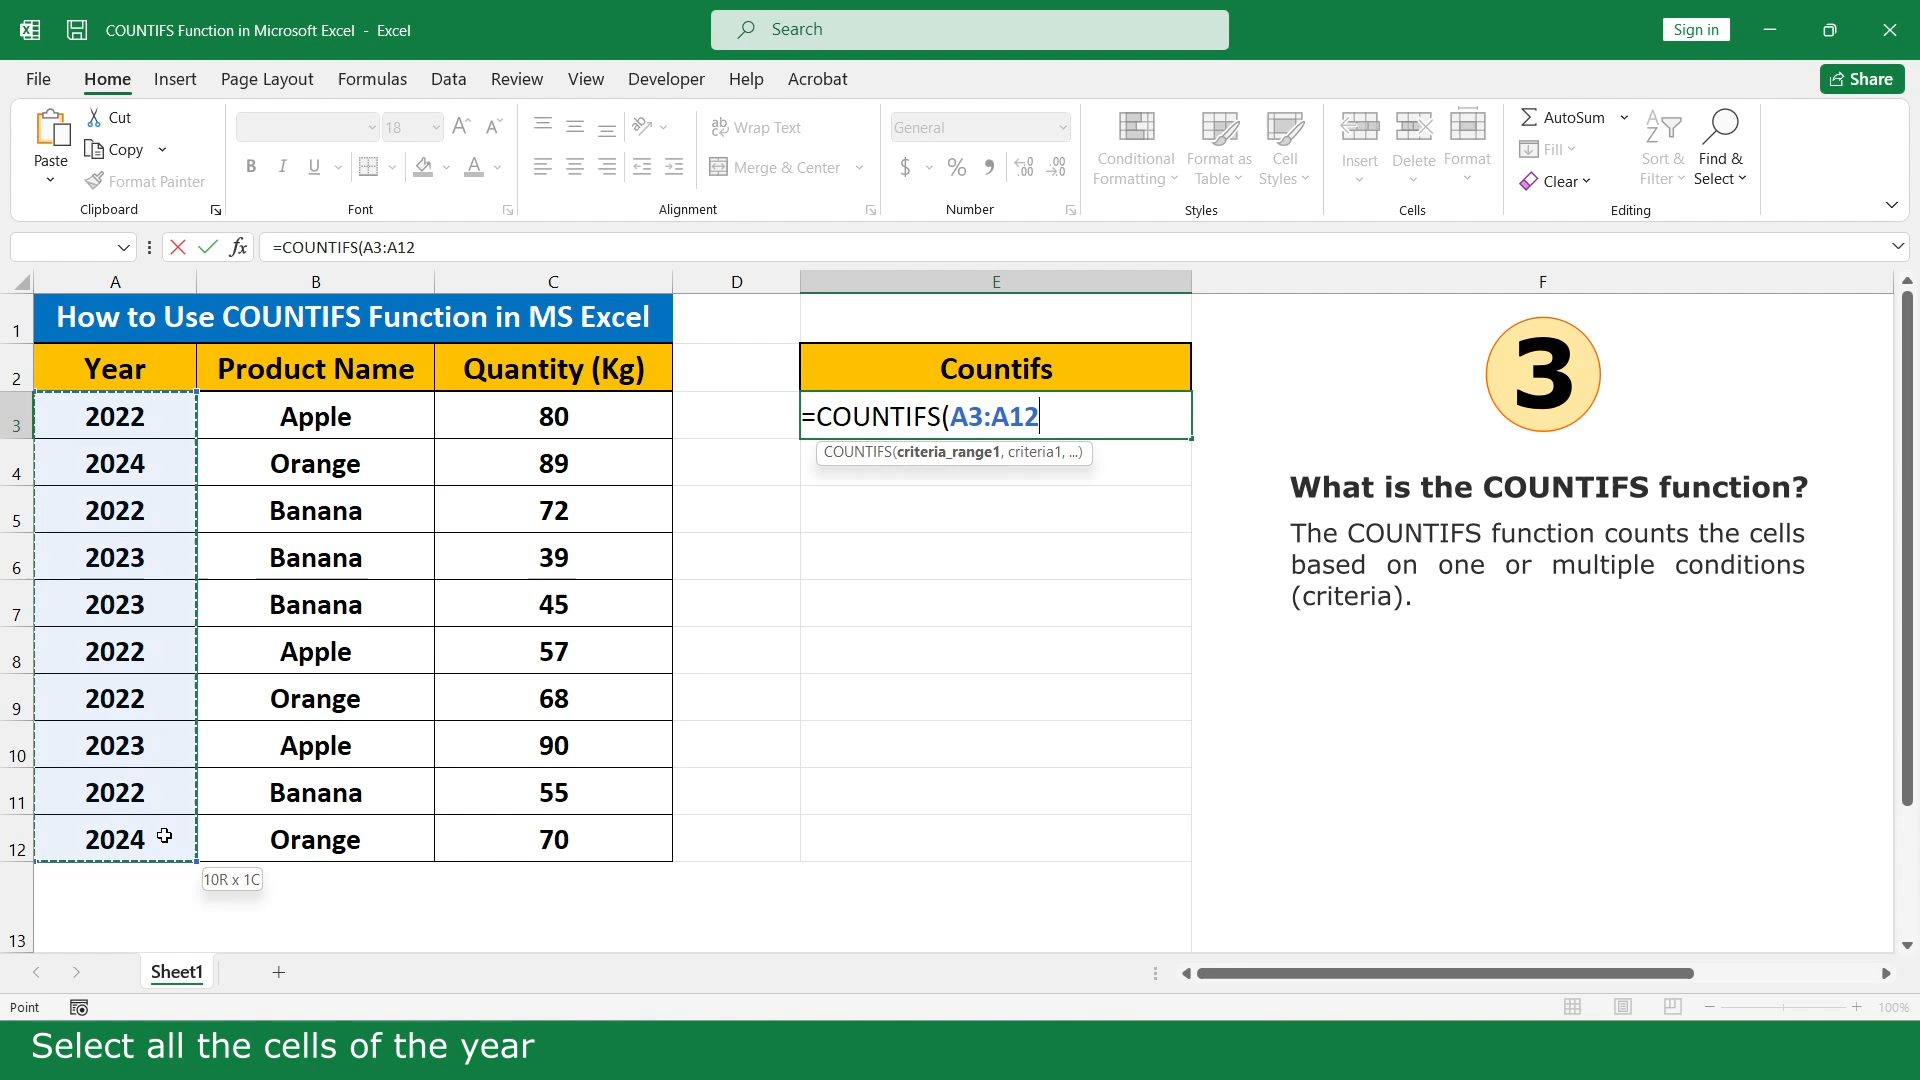 COUNTIFS Function in Microsoft Excel - Excel
Search
Sign in
File Home Insert Page Layout Formulas Data Review View Developer Help Acrobat
Share
Paste
Cut
Copy
Format Painter
Clipboard
18
B I U
Font
Wrap Text
Merge & Center
Alignment
General
$ % ,
Number
Conditional Formatting
Format as Table
Cell Styles
Styles
Insert
Delete
Format
Cells
AutoSum
Fill
Clear
Sort & Filter
Find & Select
Editing
fx
=COUNTIFS(A3:A12
A B C D E F
1 How to Use COUNTIFS Function in MS Excel
2 Year Product Name Quantity (Kg) Countifs
3 2022 Apple 80 =COUNTIFS(A3:A12
COUNTIFS(criteria_range1, criteria1, ...)
4 2024 Orange 89
5 2022 Banana 72
6 2023 Banana 39
7 2023 Banana 45
8 2022 Apple 57
9 2022 Orange 68
10 2023 Apple 90
11 2022 Banana 55
12 2024 Orange 70
10R x 1C
13
3
What is the COUNTIFS function?
The COUNTIFS function counts the cells
based on one or multiple conditions
(criteria).
Sheet1
Point
100%
Select all the cells of the year